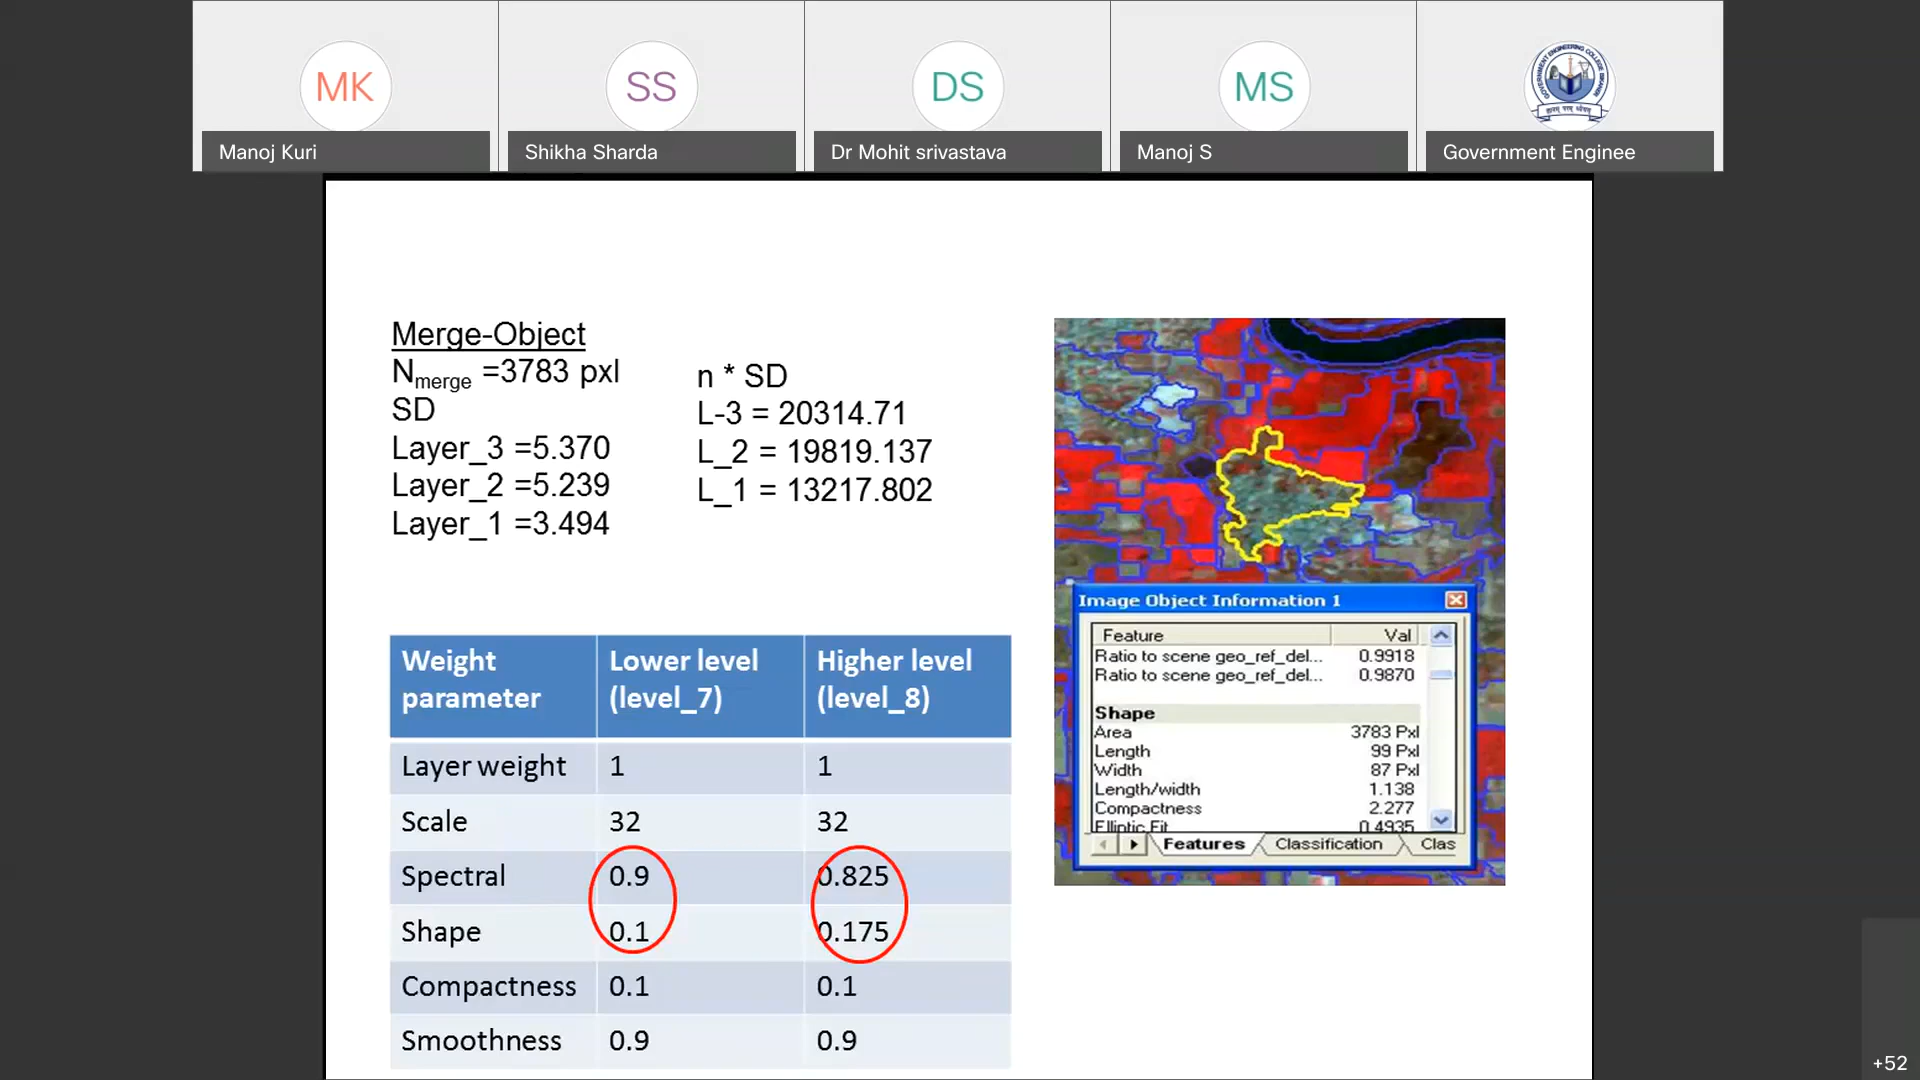 MK
SS
DS
MS
Manoj Kuri
Shikha Sharda
Dr Mohit srivastava
Manoj S
Government Enginee
Merge-Object
Nmerge =3783 pxl
SD
Layer_3 =5.370
Layer_2 =5.239
Layer_1 =3.494
n * SD
L-3 = 20314.71
L_2 = 19819.137
L_1 = 13217.802
Image Object Information 1
Feature Val
Ratio to scene geo_ref_del... 0.9918
Ratio to scene geo_ref_del... 0.9870
Shape
Area 3783 Pxl
Length 99 Pxl
Width 87 Pxl
Length/width 1.138
Compactness 2.277
Elliptic Fit 0.4935
Features Classification Clas
Weight parameter Lower level (level_7) Higher level (level_8)
Layer weight 1 1
Scale 32 32
Spectral 0.9 0.825
Shape 0.1 0.175
Compactness 0.1 0.1
Smoothness 0.9 0.9
+52